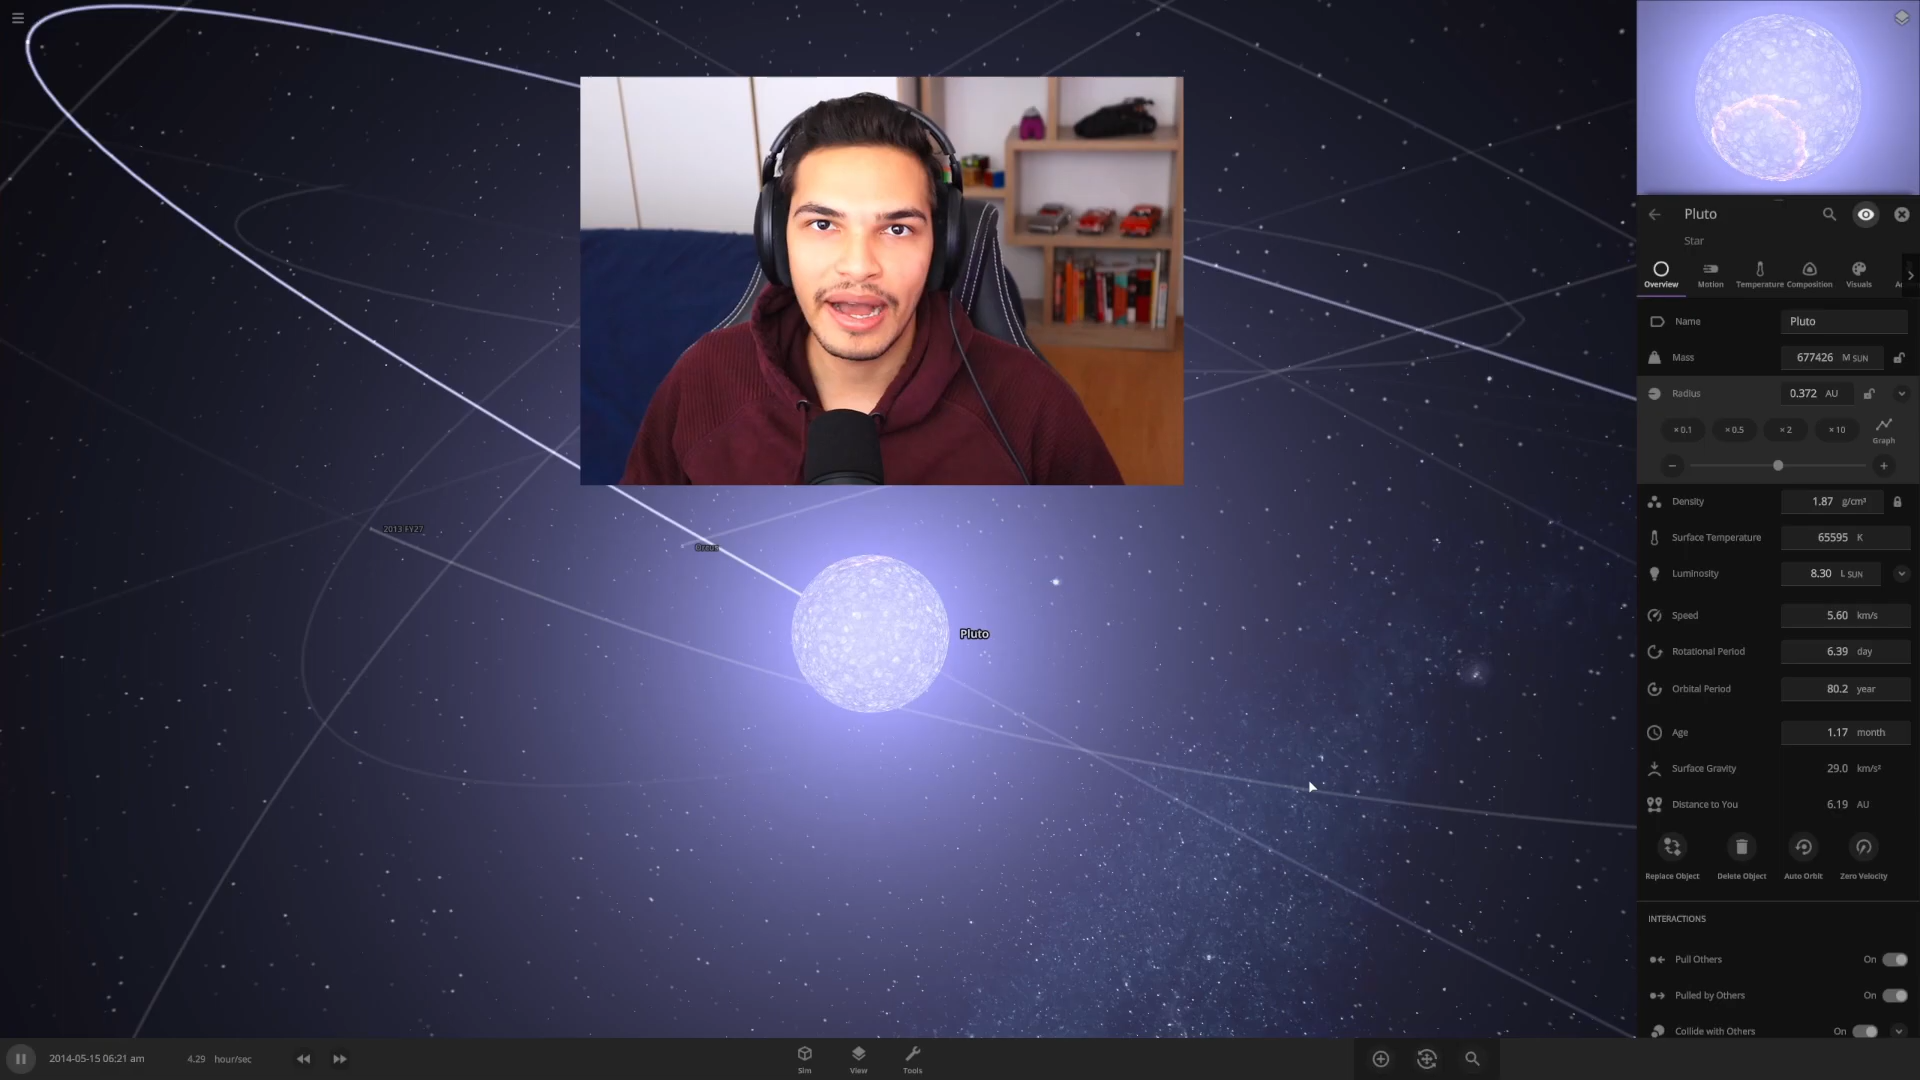 Pluto
Star
Overview
Motion
Temperature
Composition
Visuals
Name
Pluto
Mass
677426 M SUN
Radius
0.372 AU
× 0.1
× 0.5
× 2
× 10
Graph
Density
1.87 g/cm³
Surface Temperature
65595 K
Luminosity
8.30 L SUN
Speed
5.60 km/s
Rotational Period
6.39 day
Orbital Period
80.2 year
Age
1.17 month
Surface Gravity
29.0 km/s²
Distance to You
6.19 AU
Replace Object
Delete Object
Auto Orbit
Zero Velocity
INTERACTIONS
Pull Others
On
Pulled by Others
On
Collide with Others
On
2013 FY27
Orcus
Pluto
2014-05-15 06:21 am
4.29 hour/sec
Sim
View
Tools